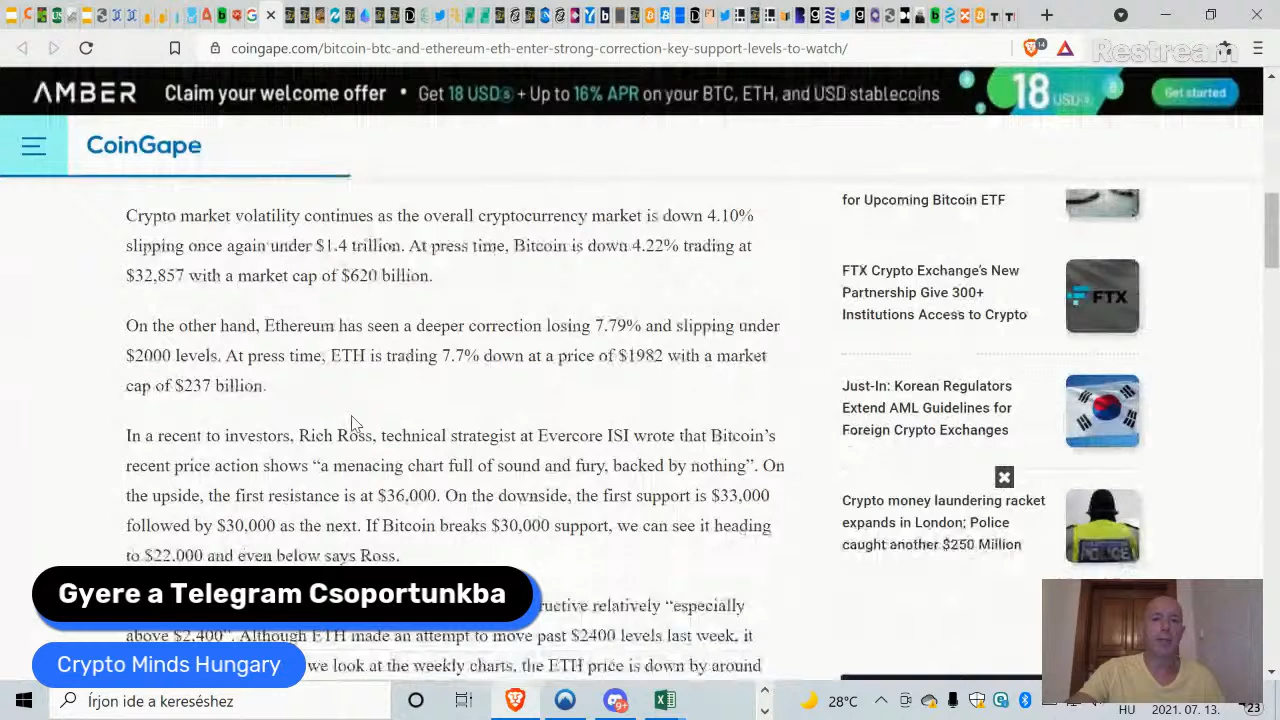 coingape.com/bitcoin-btc-and-ethereum-eth-enter-strong-correction-key-support-levels-to-watch/
14
Restream
AMBER
Claim your welcome offer • Get 18 USD + Up to 16% APR on your BTC, ETH, and USD stablecoins
18 USD
Get started
CoinGape
Crypto market volatility continues as the overall cryptocurrency market is down 4.10%
slipping once again under $1.4 trillion. At press time, Bitcoin is down 4.22% trading at
$32,857 with a market cap of $620 billion.
On the other hand, Ethereum has seen a deeper correction losing 7.79% and slipping under
$2000 levels. At press time, ETH is trading 7.7% down at a price of $1982 with a market
cap of $237 billion.
In a recent to investors, Rich Ross, technical strategist at Evercore ISI wrote that Bitcoin's
recent price action shows “a menacing chart full of sound and fury, backed by nothing”. On
the upside, the first resistance is at $36,000. On the downside, the first support is $33,000
followed by $30,000 as the next. If Bitcoin breaks $30,000 support, we can see it heading
to $22,000 and even below says Ross.
relatively “especially
above $2,400”. Although ETH made an attempt to move past $2400 levels last week, it
we look at the weekly charts, the ETH price is down by around
for Upcoming Bitcoin ETF
FTX Crypto Exchange's New
Partnership Give 300+
Institutions Access to Crypto
FTX
Just-In: Korean Regulators
Extend AML Guidelines for
Foreign Crypto Exchanges
Crypto money laundering racket
expands in London; Police
caught another $250 Million
POLICE
Gyere a Telegram Csoportunkba
Crypto Minds Hungary
Írjon ide a kereséshez
9+
28°C
HU
2021. 07. 13.
23